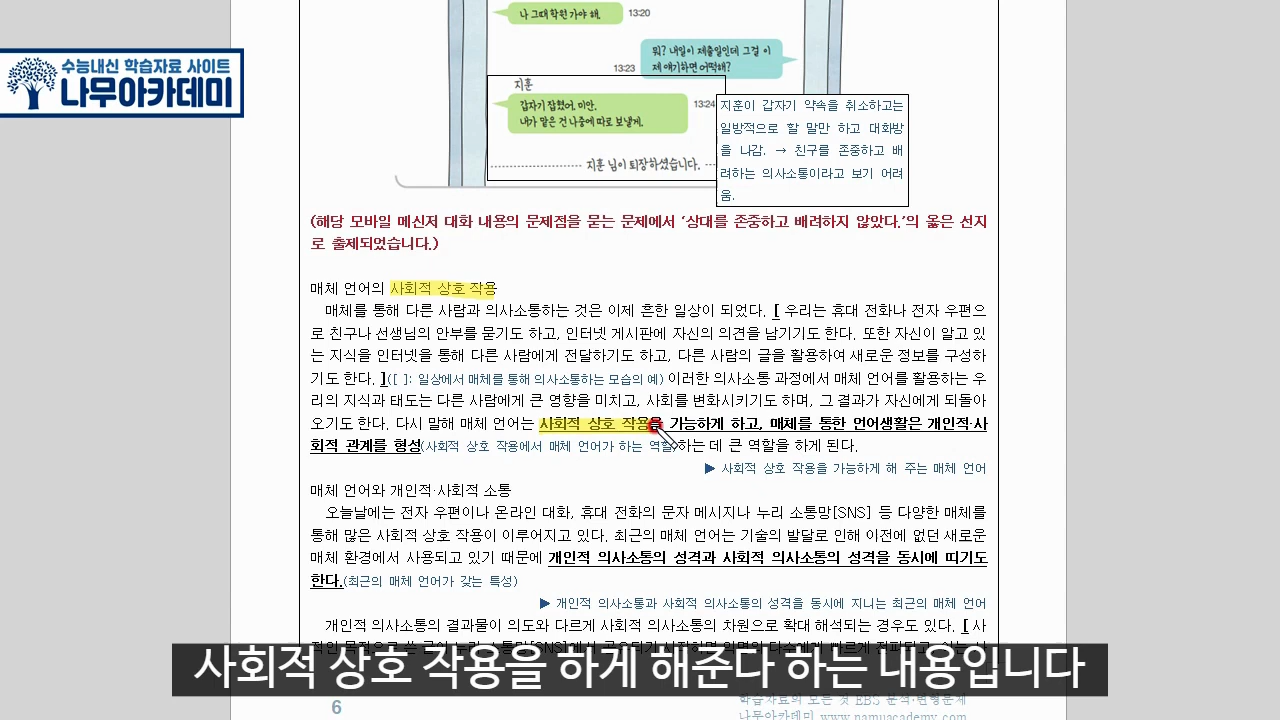 나 그때 학원 가야 해.
13:20
수능내신 학습자료 사이트
나무아카데미
뭐? 내일이 제출일인데 그걸 이
제 얘기하면 어떡해?
13:23
지훈
갑자기 잡혔어. 미안.
내가 맡은 건 나중에 따로 보낼게.
13:24
지훈 님이 퇴장하셨습니다.
지훈이 갑자기 약속을 취소하고는
일방적으로 할 말만 하고 대화방
을 나감. → 친구를 존중하고 배
려하는 의사소통이라고 보기 어려
움.
(해당 모바일 메신저 대화 내용의 문제점을 묻는 문제에서 ‘상대를 존중하고 배려하지 않았다.’의 옳은 선지
로 출제되었습니다.)
매체 언어의 사회적 상호 작용
매체를 통해 다른 사람과 의사소통하는 것은 이제 흔한 일상이 되었다. [ 우리는 휴대 전화나 전자 우편으
로 친구나 선생님의 안부를 묻기도 하고, 인터넷 게시판에 자신의 의견을 남기기도 한다. 또한 자신이 알고 있
는 지식을 인터넷을 통해 다른 사람에게 전달하기도 하고, 다른 사람의 글을 활용하여 새로운 정보를 구성하
기도 한다. ]([ ]: 일상에서 매체를 통해 의사소통하는 모습의 예) 이러한 의사소통 과정에서 매체 언어를 활용하는 우
리의 지식과 태도는 다른 사람에게 큰 영향을 미치고, 사회를 변화시키기도 하며, 그 결과가 자신에게 되돌아
오기도 한다. 다시 말해 매체 언어는 사회적 상호 작용을 가능하게 하고, 매체를 통한 언어생활은 개인적·사
회적 관계를 형성(사회적 상호 작용에서 매체 언어가 하는 역할)하는 데 큰 역할을 하게 된다.
▶ 사회적 상호 작용을 가능하게 해 주는 매체 언어
매체 언어와 개인적·사회적 소통
오늘날에는 전자 우편이나 온라인 대화, 휴대 전화의 문자 메시지나 누리 소통망[SNS] 등 다양한 매체를
통해 많은 사회적 상호 작용이 이루어지고 있다. 최근의 매체 언어는 기술의 발달로 인해 이전에 없던 새로운
매체 환경에서 사용되고 있기 때문에 개인적 의사소통의 성격과 사회적 의사소통의 성격을 동시에 띠기도
한다.(최근의 매체 언어가 갖는 특성)
▶ 개인적 의사소통과 사회적 의사소통의 성격을 동시에 지니는 최근의 매체 언어
개인적 의사소통의 결과물이 의도와 다르게 사회적 의사소통의 차원으로 확대 해석되는 경우도 있다. [ 사
사회적 상호 작용을 하게 해준다 하는 내용입니다
6
학습자료의 모든 것 EBS 분석·변형문제
나무아카데미 www.namuacademy.com